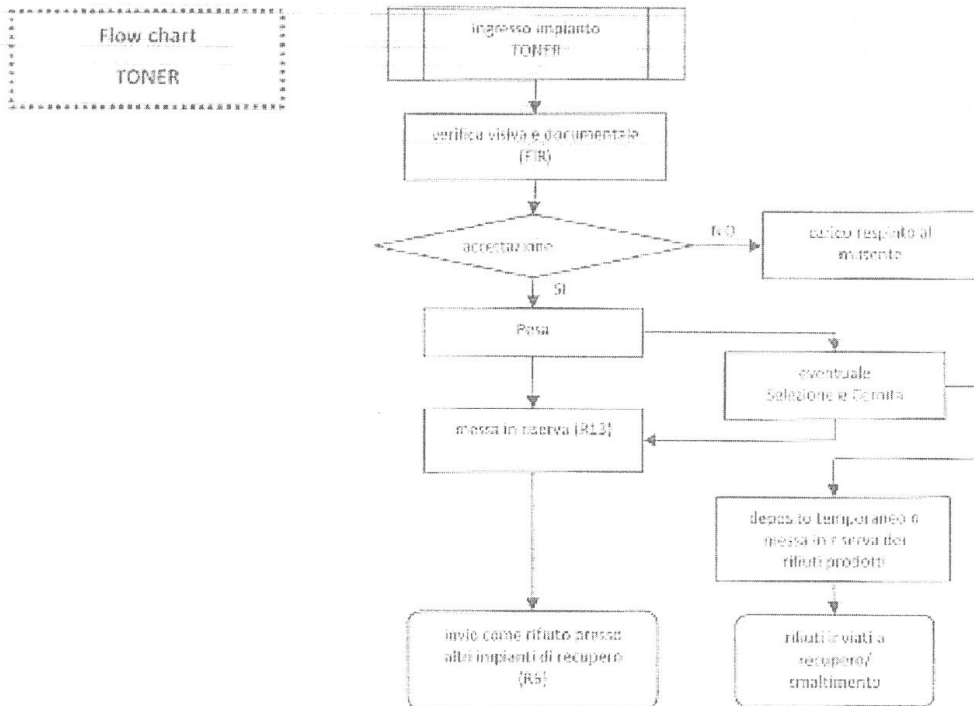 Flow chart
TONER
ingresso impianto
TONER
verifica visiva e documentale
(FIR)
accettazione
NO
carico respinto al
mittente
SI
Pesa
eventuale
Selezione e Cernita
messa in riserva (R13)
deposito temporaneo o
messa in riserva dei
rifiuti prodotti
invio come rifiuto presso
altri impianti di recupero
rifiuti inviati a
recupero/
smaltimento